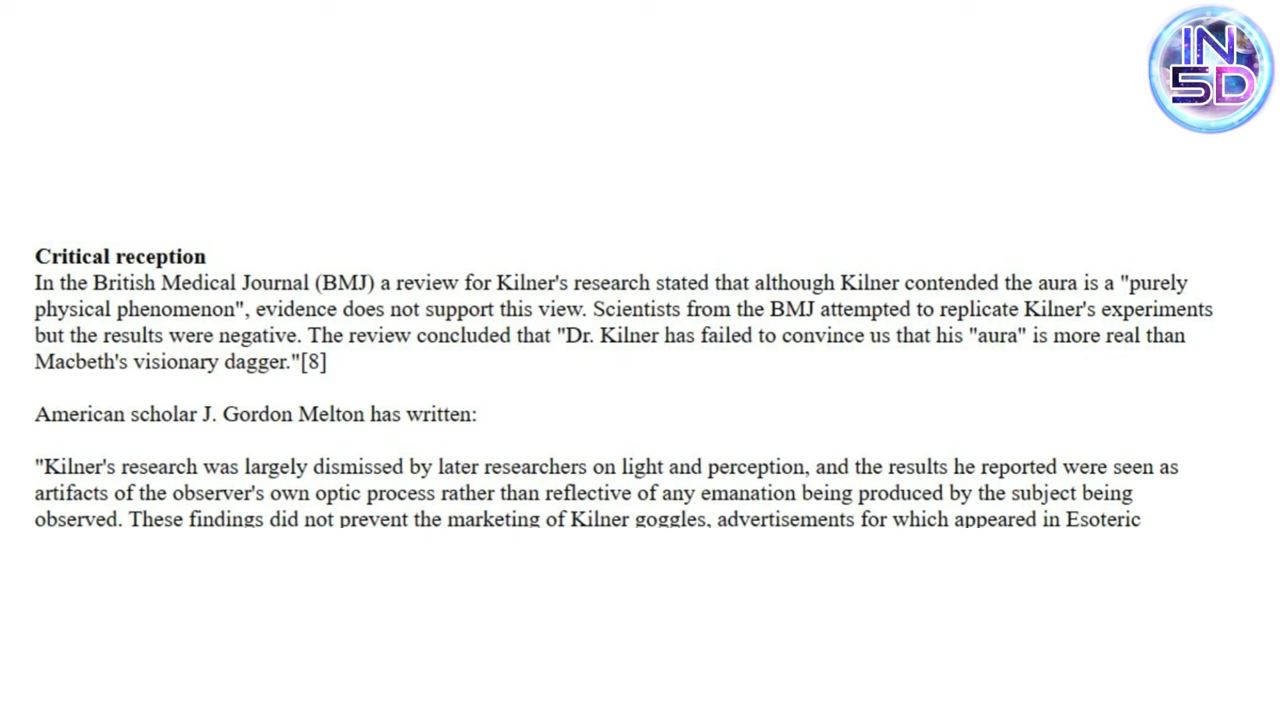 IN
5D
Critical reception
In the British Medical Journal (BMJ) a review for Kilner's research stated that although Kilner contended the aura is a "purely
physical phenomenon", evidence does not support this view. Scientists from the BMJ attempted to replicate Kilner's experiments
but the results were negative. The review concluded that "Dr. Kilner has failed to convince us that his "aura" is more real than
Macbeth's visionary dagger."[8]
American scholar J. Gordon Melton has written:
"Kilner's research was largely dismissed by later researchers on light and perception, and the results he reported were seen as
artifacts of the observer's own optic process rather than reflective of any emanation being produced by the subject being
observed. These findings did not prevent the marketing of Kilner goggles, advertisements for which appeared in Esoteric